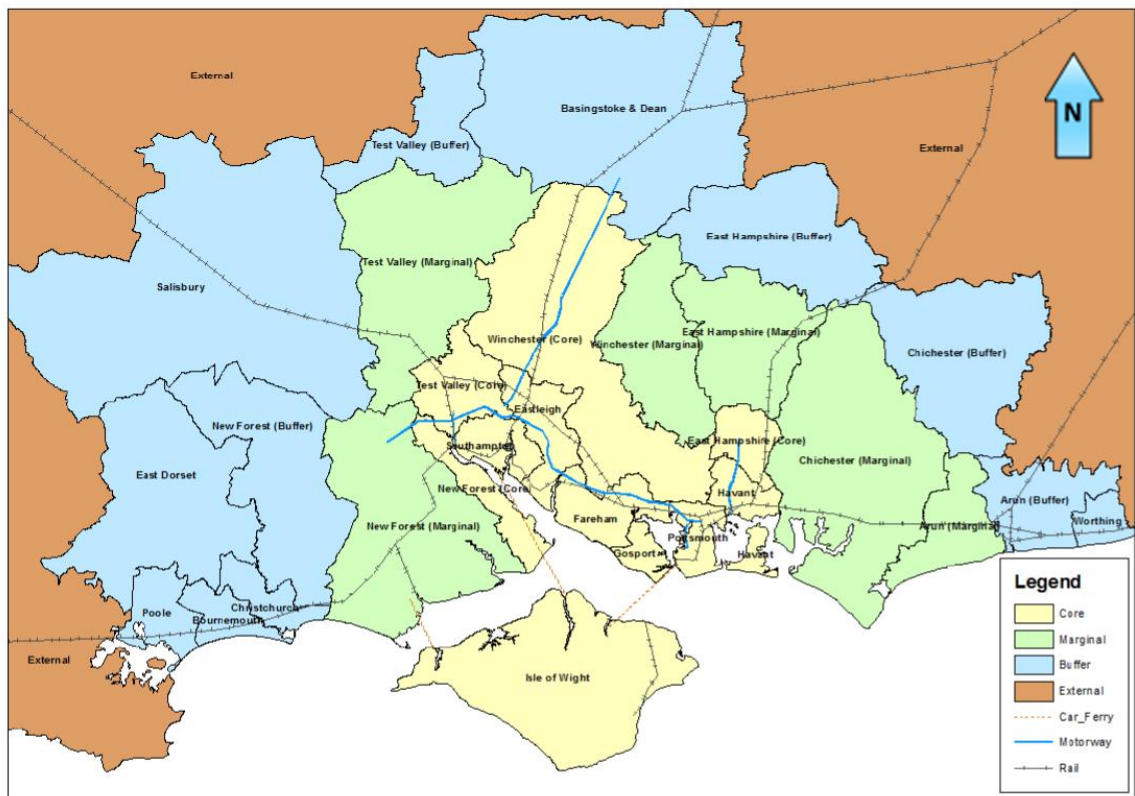 External
Basingstoke & Dean
N
Test Valley (Buffer)
External
East Hampshire (Buffer)
Test Valley (Marginal)
Salisbury
East Hampshire (Marginal)
Winchester (Core)
Winchester (Marginal)
Chichester (Buffer)
Test Valley (Core)
Eastleigh
New Forest (Buffer)
Southampton
East Hampshire (Core)
East Dorset
Chichester (Marginal)
New Forest (Core)
Havant
Arun (Buffer)
Fareham
New Forest (Marginal)
Arun (Marginal)
Worthing
Portsmouth
Gosport
Havant
Legend
Christchurch
Poole
Bournemouth
Core
Marginal
External
Buffer
Isle of Wight
External
Car_Ferry
Motorway
Rail